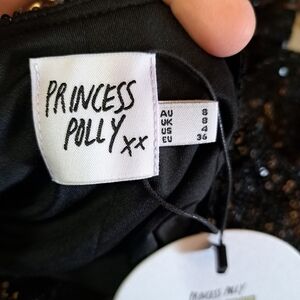 PRINCESS
POLLY xx
AU 8
UK 8
US 4
EU 36
PRINCESS POLLY